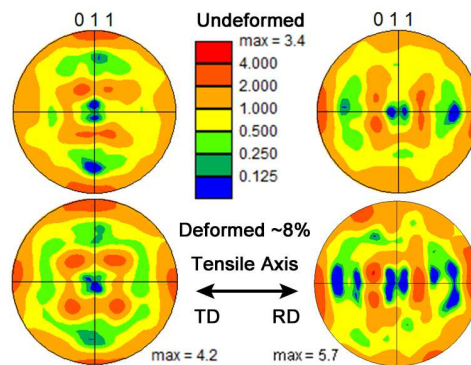 0 1 1
Undeformed
0 1 1
max = 3.4
4.000
2.000
1.000
0.500
0.250
0.125
Deformed ~8%
Tensile Axis
TD RD
max = 4.2
max = 5.7